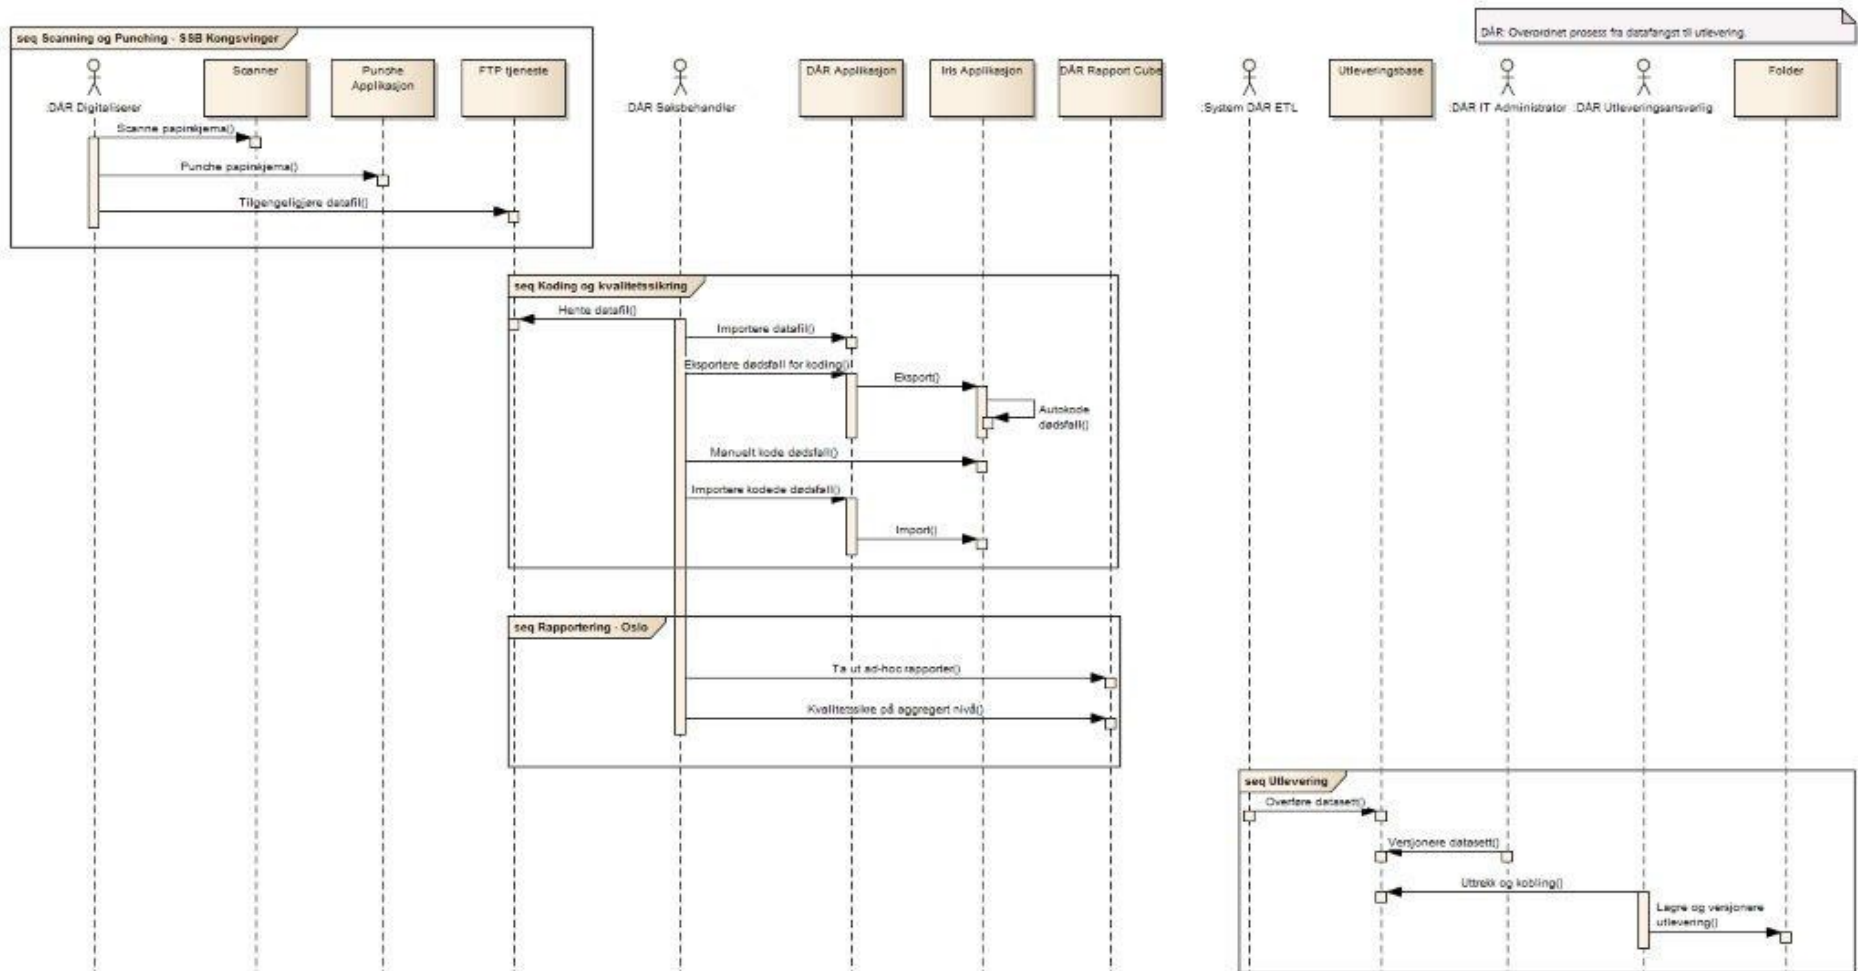 DÅR: Overordnet prosess fra datafangst til utlevering.
seq Scanning og Punching - SSB Kongsvinger
:DÅR Digitaliserer
Scanner
Punche
Applikasjon
FTP tjeneste
:DÅR Saksbehandler
DÅR Applikasjon
Iris Applikasjon
DÅR Rapport Cube
:System DÅR ETL
Utleveringsbase
:DÅR IT Administrator
:DÅR Utleveringsansvarlig
Folder
Scanne papirskjema()
Punche papirskjema()
Tilgengeligjøre datafil()
seq Koding og kvalitetssikring
Hente datafil()
Importere datafil()
Eksportere dødsfall for koding()
Eksport()
Autokode
dødsfall()
Manuelt kode dødsfall()
Importere kodede dødsfall()
Import()
seq Rapportering - Oslo
Ta ut ad-hoc rapporter()
Kvalitetssikre på aggregert nivå()
seq Utlevering
Overføre datasett()
Versjonere datasett()
Uttrekk og kobling()
Lagre og versjonere
utlevering()